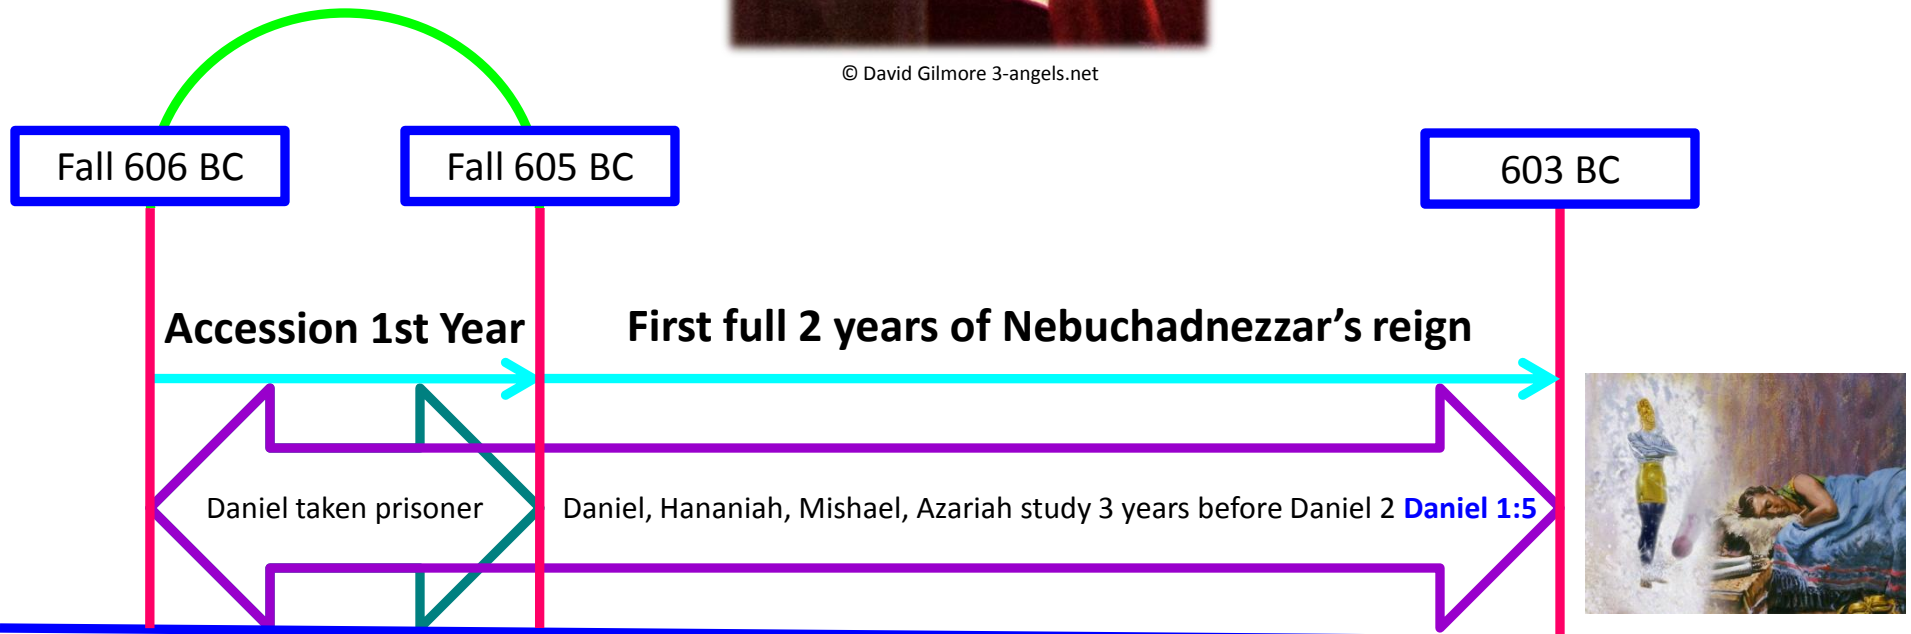 © David Gilmore 3-angels.net
Fall 606 BC
Fall 605 BC
603 BC
Accession 1st Year
First full 2 years of Nebuchadnezzar’s reign
Daniel taken prisoner
Daniel, Hananiah, Mishael, Azariah study 3 years before Daniel 2 Daniel 1:5